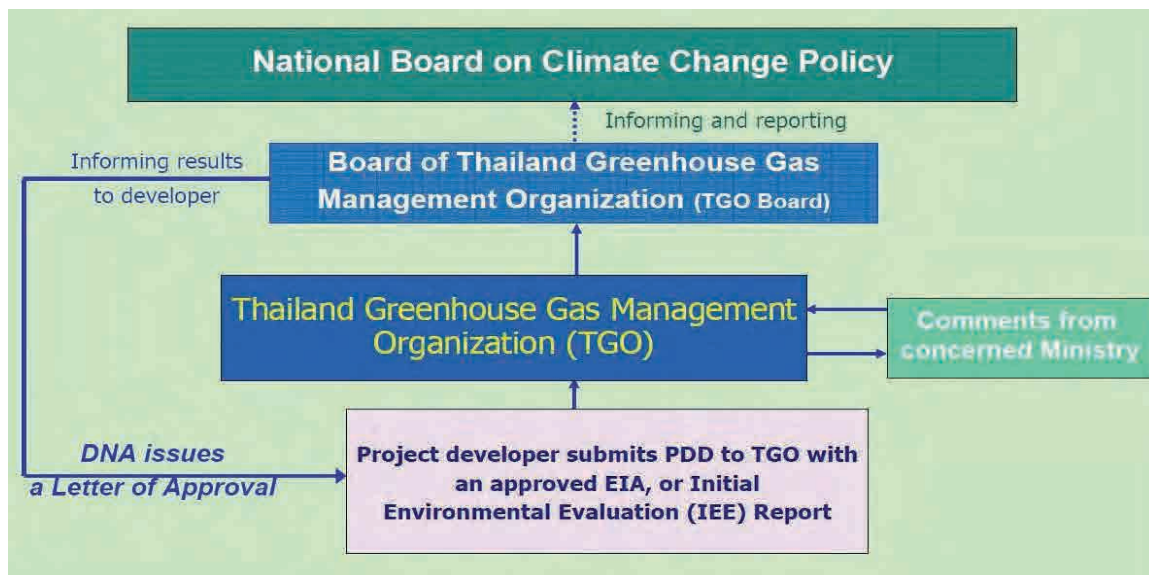 National Board on Climate Change Policy
Informing and reporting
Informing results
to developer
Board of Thailand Greenhouse Gas
Management Organization (TGO Board)
Thailand Greenhouse Gas Management
Organization (TGO)
Comments from
concerned Ministry
DNA issues
a Letter of Approval
Project developer submits PDD to TGO with
an approved EIA, or Initial
Environmental Evaluation (IEE) Report